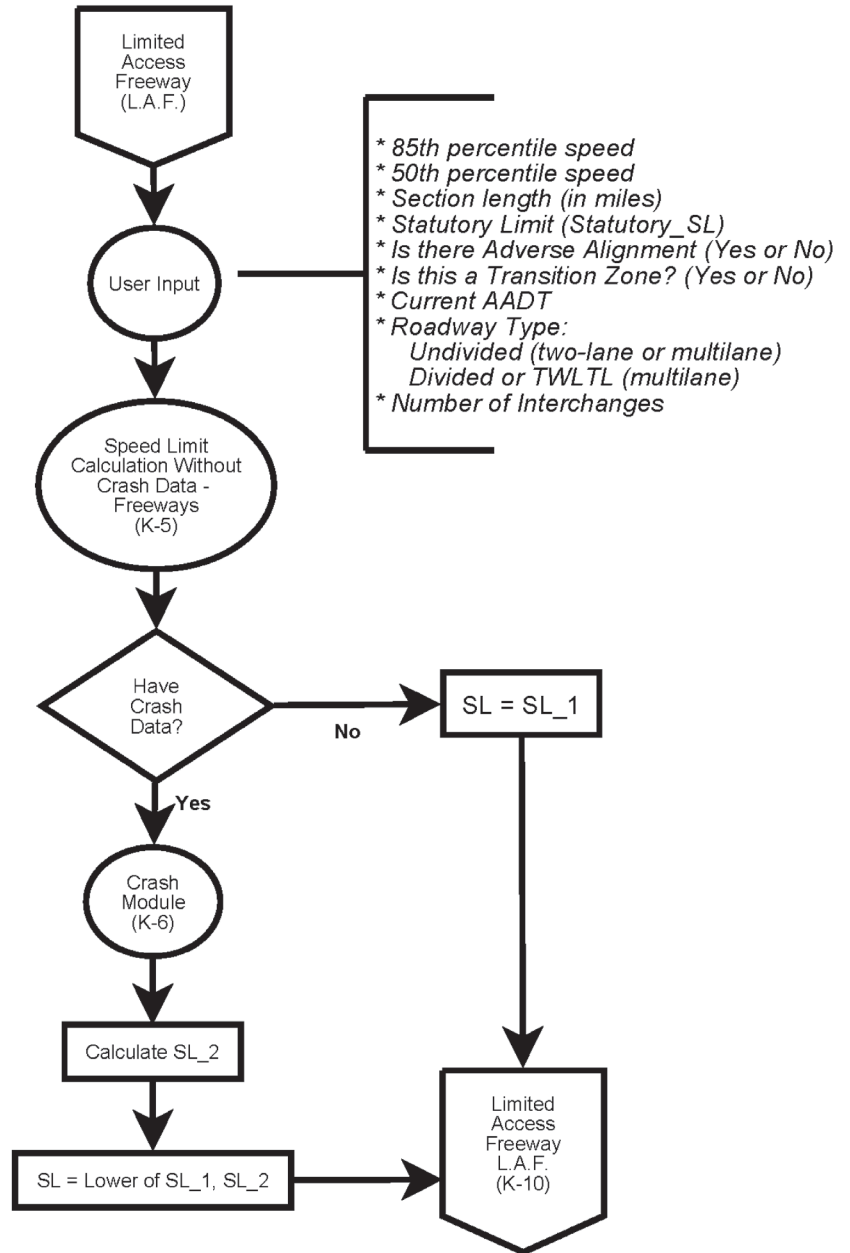 Limited
Access
Freeway
(L.A.F.)
* 85th percentile speed
* 50th percentile speed
* Section length (in miles)
* Statutory Limit (Statutory_SL)
* Is there Adverse Alignment (Yes or No)
* Is this a Transition Zone? (Yes or No)
* Current AADT
* Roadway Type:
Undivided (two-lane or multilane)
Divided or TWLTL (multilane)
* Number of Interchanges
User Input
Speed Limit
Calculation Without
Crash Data -
Freeways
(K-5)
Have
Crash
Data?
No
SL = SL_1
Yes
Crash
Module
(K-6)
Calculate SL_2
SL = Lower of SL_1, SL_2
Limited
Access
Freeway
L.A.F.
(K-10)